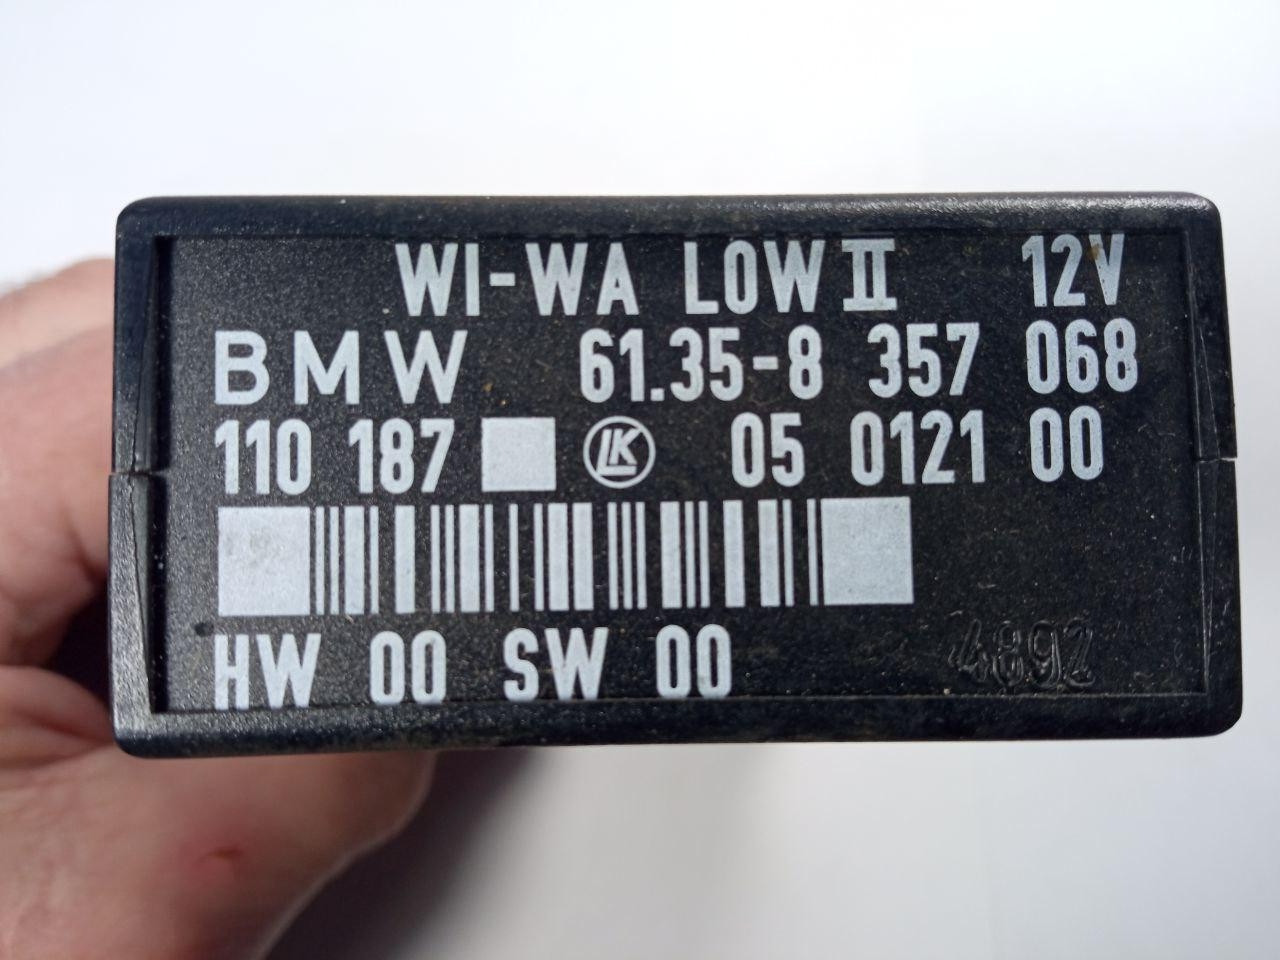 WI-WA LOW II 12V
BMW 61.35-8 357 068
110 187 LK 05 0121 00
HW 00 SW 00 4892